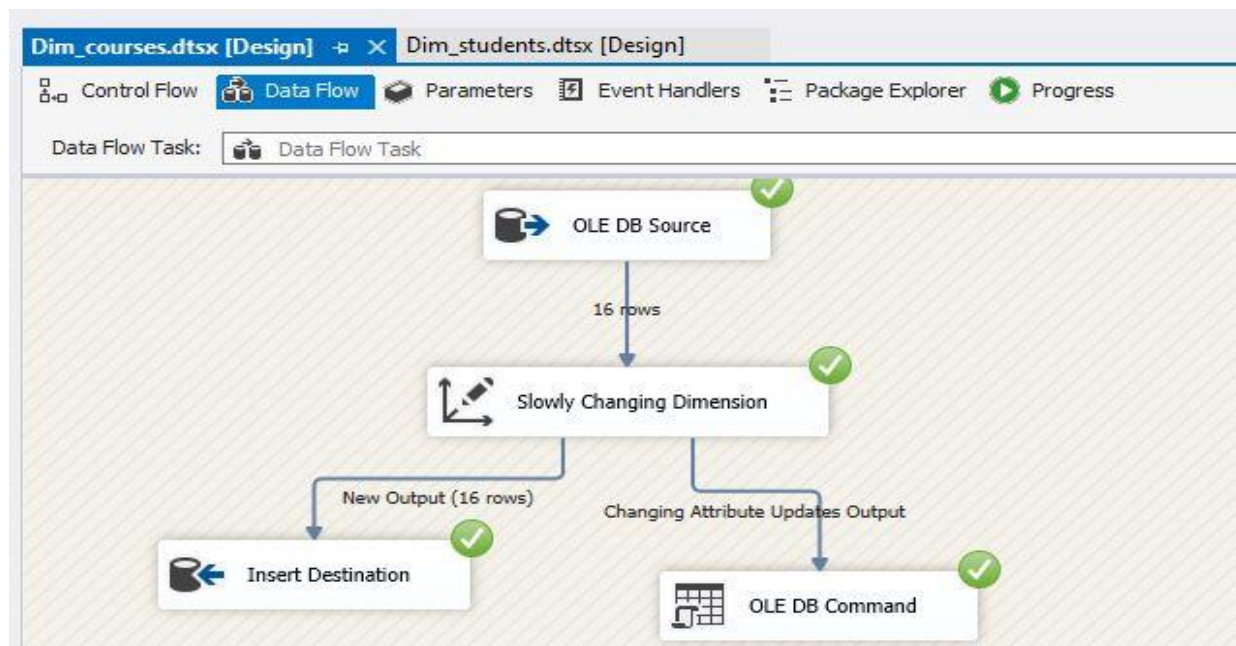 Dim_courses.dtsx [Design] Dim_students.dtsx [Design]
Control Flow Data Flow Parameters Event Handlers Package Explorer Progress
Data Flow Task: Data Flow Task
OLE DB Source
16 rows
Slowly Changing Dimension
New Output (16 rows)
Changing Attribute Updates Output
Insert Destination
OLE DB Command